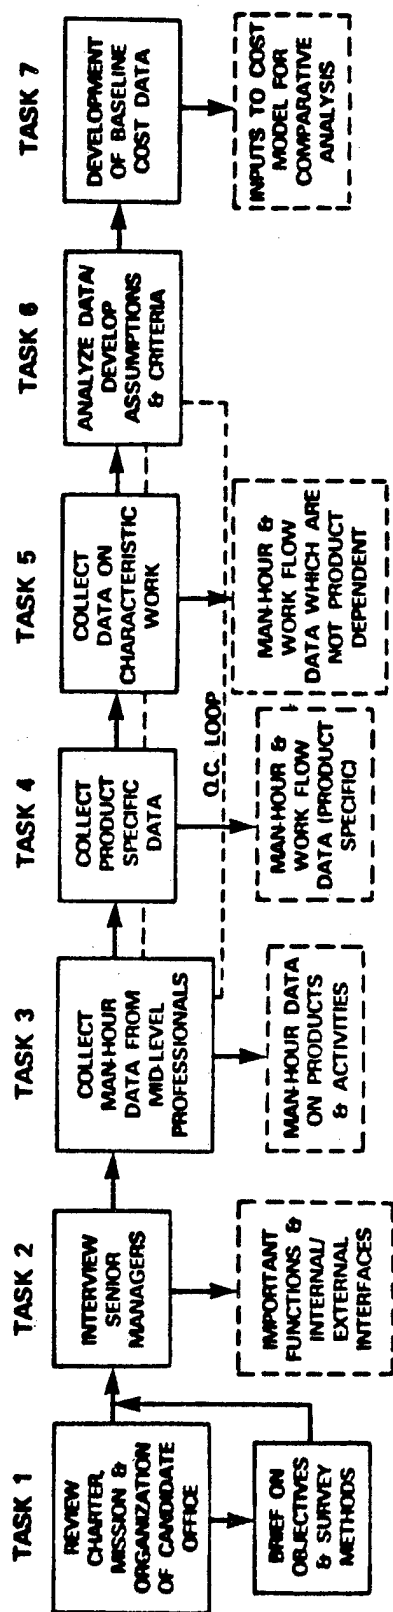 TASK 1
REVIEW
CHARTER,
MISSION &
ORGANIZATION
OF CANDIDATE
OFFICE
BRIEF ON
OBJECTIVES
& SURVEY
METHODS
TASK 2
INTERVIEW
SENIOR
MANAGERS
IMPORTANT
FUNCTIONS &
INTERNAL/
EXTERNAL
INTERFACES
TASK 3
COLLECT
MAN-HOUR
DATA FROM
MID-LEVEL
PROFESSIONALS
MAN-HOUR DATA
ON PRODUCTS
& ACTIVITIES
TASK 4
COLLECT
PRODUCT
SPECIFIC
DATA
MAN-HOUR &
WORK FLOW
DATA (PRODUCT
SPECIFIC)
Q.C. LOOP
TASK 5
COLLECT
DATA ON
CHARACTERISTIC
WORK
MAN-HOUR &
WORK FLOW
DATA WHICH ARE
NOT PRODUCT
DEPENDENT
TASK 6
ANALYZE DATA/
DEVELOP
ASSUMPTIONS
& CRITERIA
TASK 7
DEVELOPMENT
OF BASELINE
COST DATA
INPUTS TO COST
MODEL FOR
COMPARATIVE
ANALYSIS